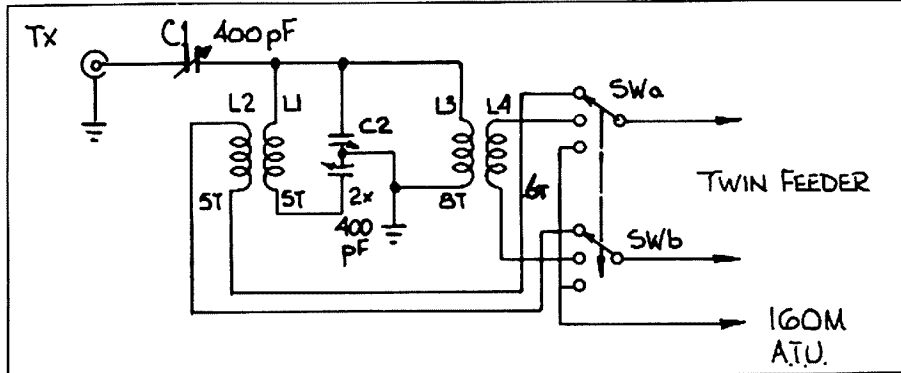 TX
C1 400pF
L2 L1
C2
L3 L4
SWa
5T 5T
2x
400
pF
8T
6T
TWIN FEEDER
SWb
160M
A.T.U.